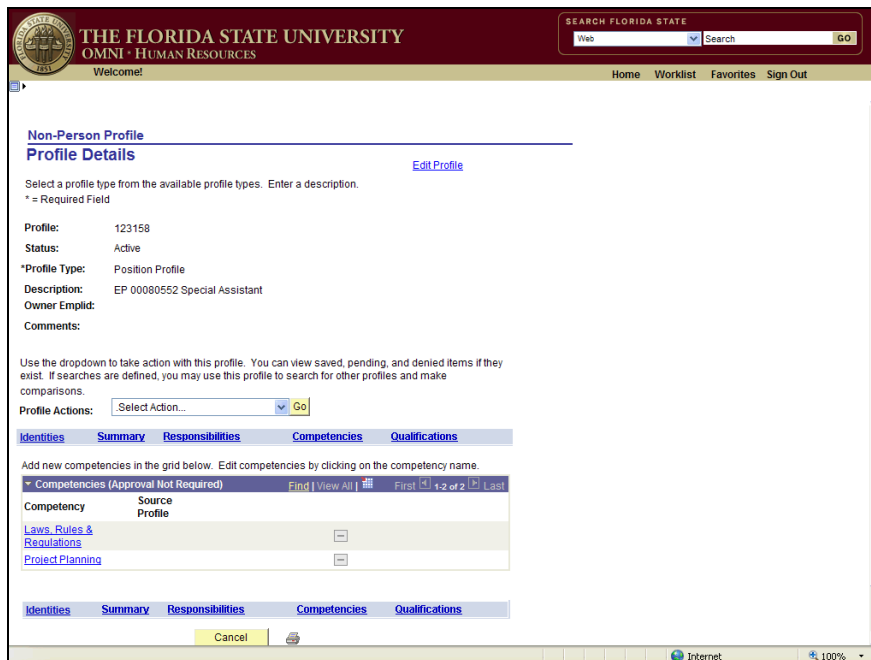 SEARCH FLORIDA STATE
Web Search GO
THE FLORIDA STATE UNIVERSITY
OMNI • HUMAN RESOURCES
1851
Welcome!
Home Worklist Favorites Sign Out
Non-Person Profile
Profile Details
Edit Profile
Select a profile type from the available profile types. Enter a description.
* = Required Field
Profile: 123158
Status: Active
*Profile Type: Position Profile
Description: EP 00080552 Special Assistant
Owner Emplid:
Comments:
Use the dropdown to take action with this profile. You can view saved, pending, and denied items if they
exist. If searches are defined, you may use this profile to search for other profiles and make
comparisons.
Profile Actions: .Select Action... Go
Identities Summary Responsibilities Competencies Qualifications
Add new competencies in the grid below. Edit competencies by clicking on the competency name.
Competencies (Approval Not Required) Find | View All | First 1-2 of 2 Last
Competency Source
Profile
Laws, Rules &
Regulations
Project Planning
Identities Summary Responsibilities Competencies Qualifications
Cancel
Internet 100%